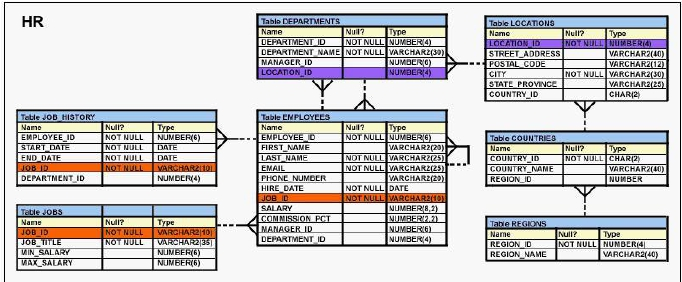 HR
Table DEPARTMENTS
Name Null? Type
DEPARTMENT_ID NOT NULL NUMBER(4)
DEPARTMENT_NAME NOT NULL VARCHAR2(30)
MANAGER_ID NUMBER(6)
LOCATION_ID NUMBER(4)
Table LOCATIONS
Name Null? Type
LOCATION_ID NOT NULL NUMBER(4)
STREET_ADDRESS VARCHAR2(40)
POSTAL_CODE VARCHAR2(12)
CITY NOT NULL VARCHAR2(30)
STATE_PROVINCE VARCHAR2(25)
COUNTRY_ID CHAR(2)
Table JOB_HISTORY
Name Null? Type
EMPLOYEE_ID NOT NULL NUMBER(6)
START_DATE NOT NULL DATE
END_DATE NOT NULL DATE
JOB_ID NOT NULL VARCHAR2(10)
DEPARTMENT_ID NUMBER(4)
Table EMPLOYEES
Name Null? Type
EMPLOYEE_ID NOT NULL NUMBER(6)
FIRST_NAME VARCHAR2(20)
LAST_NAME NOT NULL VARCHAR2(25)
EMAIL NOT NULL VARCHAR2(25)
PHONE_NUMBER VARCHAR2(20)
HIRE_DATE NOT NULL DATE
JOB_ID NOT NULL VARCHAR2(10)
SALARY NUMBER(8,2)
COMMISSION_PCT NUMBER(2,2)
MANAGER_ID NUMBER(6)
DEPARTMENT_ID NUMBER(4)
Table COUNTRIES
Name Null? Type
COUNTRY_ID NOT NULL CHAR(2)
COUNTRY_NAME VARCHAR2(40)
REGION_ID NUMBER
Table JOBS
Name Null? Type
JOB_ID NOT NULL VARCHAR2(10)
JOB_TITLE NOT NULL VARCHAR2(35)
MIN_SALARY NUMBER(6)
MAX_SALARY NUMBER(6)
Table REGIONS
Name Null? Type
REGION_ID NOT NULL NUMBER(4)
REGION_NAME VARCHAR2(40)